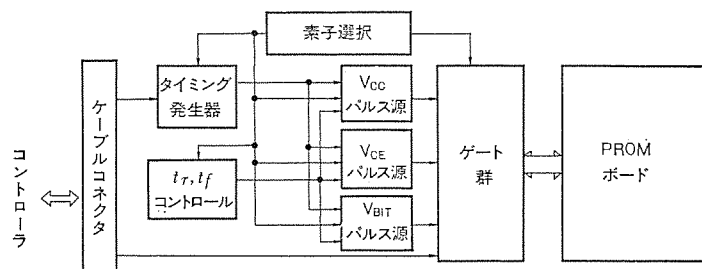 素子選択
タイミング
発生器
VCC
パルス源
VCE
パルス源
VBIT
パルス源
tr, tf
コントロール
ゲート
群
PROM
ボード
ケーブルコネクタ
コントローラ